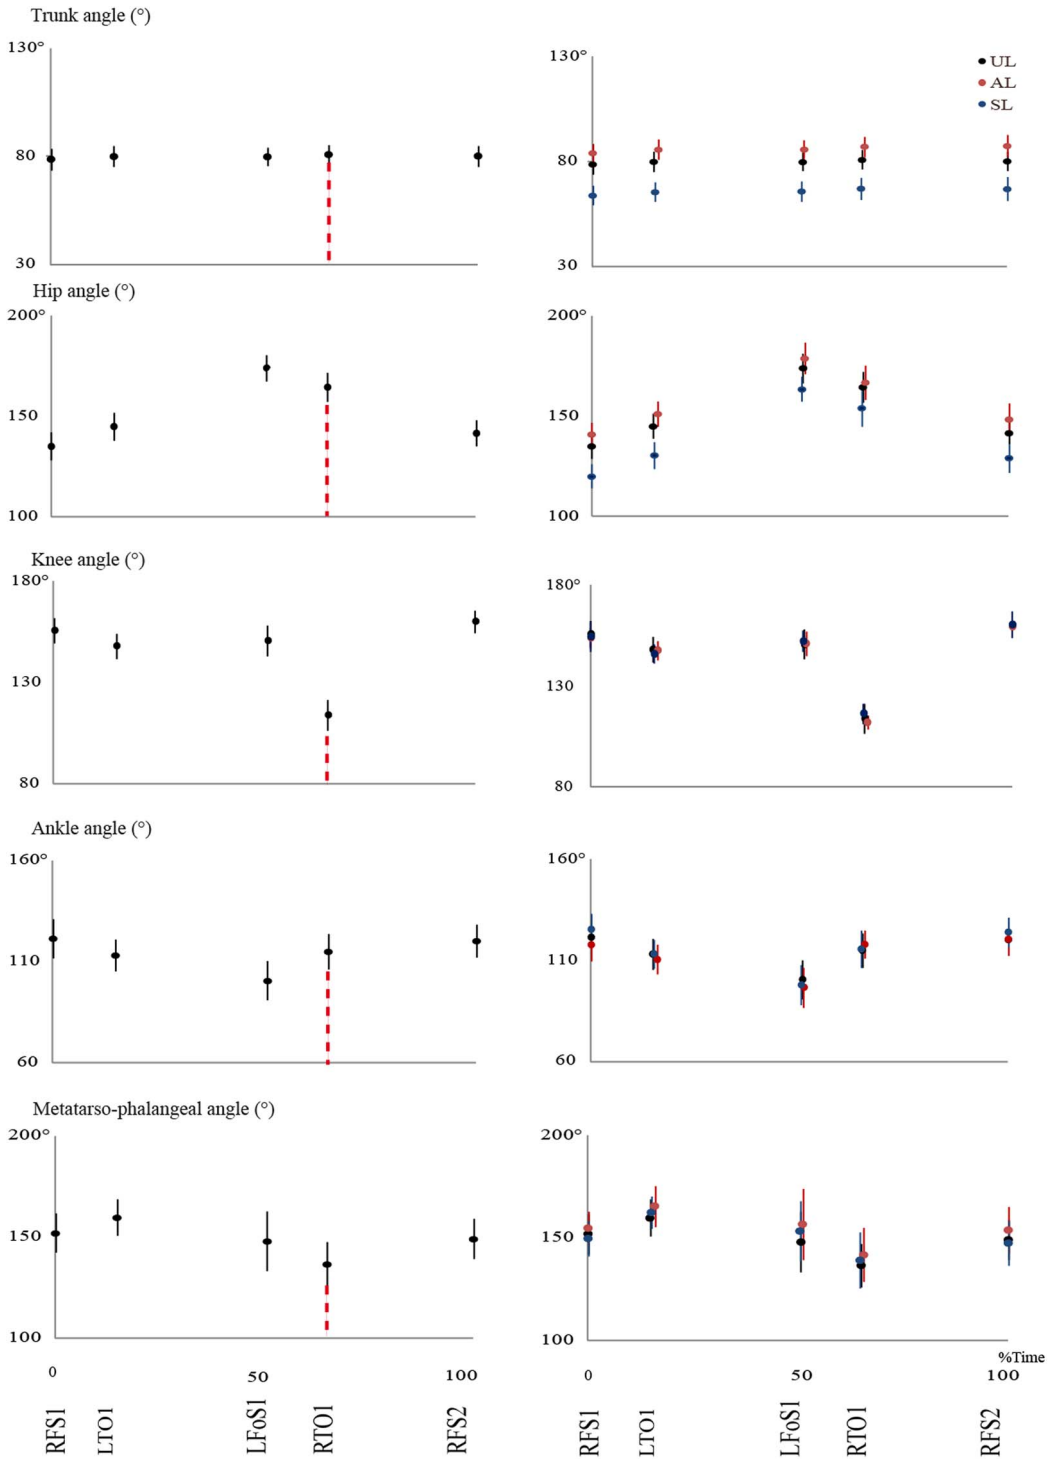 Trunk angle (°)
130°
80
30
130°
80
30
UL
AL
SL
Hip angle (°)
200°
150
100
200°
150
100
Knee angle (°)
180°
130
80
180°
130
80
Ankle angle (°)
160°
110
60
160°
110
60
Metatarso-phalangeal angle (°)
200°
150
100
200°
150
100
%Time
0 50 100
0 50 100
RFS1 LTO1 LFoS1 RTO1 RFS2
RFS1 LTO1 LFoS1 RTO1 RFS2